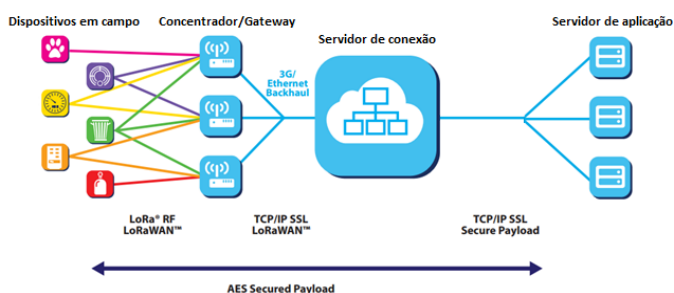 Dispositivos em campo
Concentrador/Gateway
Servidor de conexão
Servidor de aplicação
3G/
Ethernet
Backhaul
LoRa® RF
LoRaWAN™
TCP/IP SSL
LoRaWAN™
TCP/IP SSL
Secure Payload
AES Secured Payload